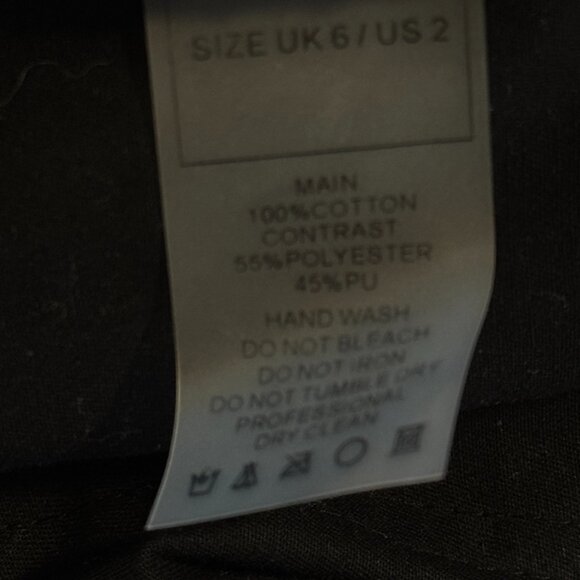 SIZE UK 6 / US 2
MAIN
100%COTTON
CONTRAST
55%POLYESTER
45%PU
HAND WASH
DO NOT BLEACH
DO NOT IRON
DO NOT TUMBLE DRY
PROFESSIONAL
DRY CLEAN